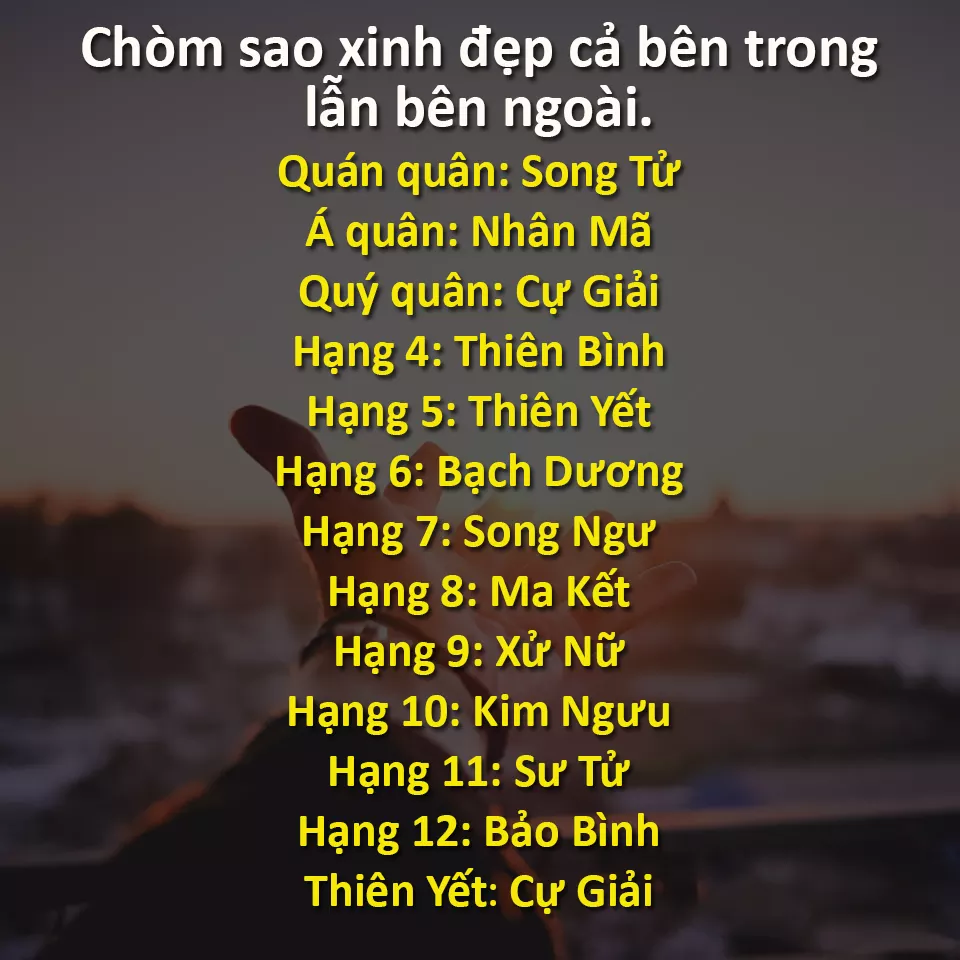 Chòm sao xinh đẹp cả bên trong
lẫn bên ngoài.
Quán quân: Song Tử
Á quân: Nhân Mã
Quý quân: Cự Giải
Hạng 4: Thiên Bình
Hạng 5: Thiên Yết
Hạng 6: Bạch Dương
Hạng 7: Song Ngư
Hạng 8: Ma Kết
Hạng 9: Xử Nữ
Hạng 10: Kim Ngưu
Hạng 11: Sư Tử
Hạng 12: Bảo Bình
Thiên Yết: Cự Giải